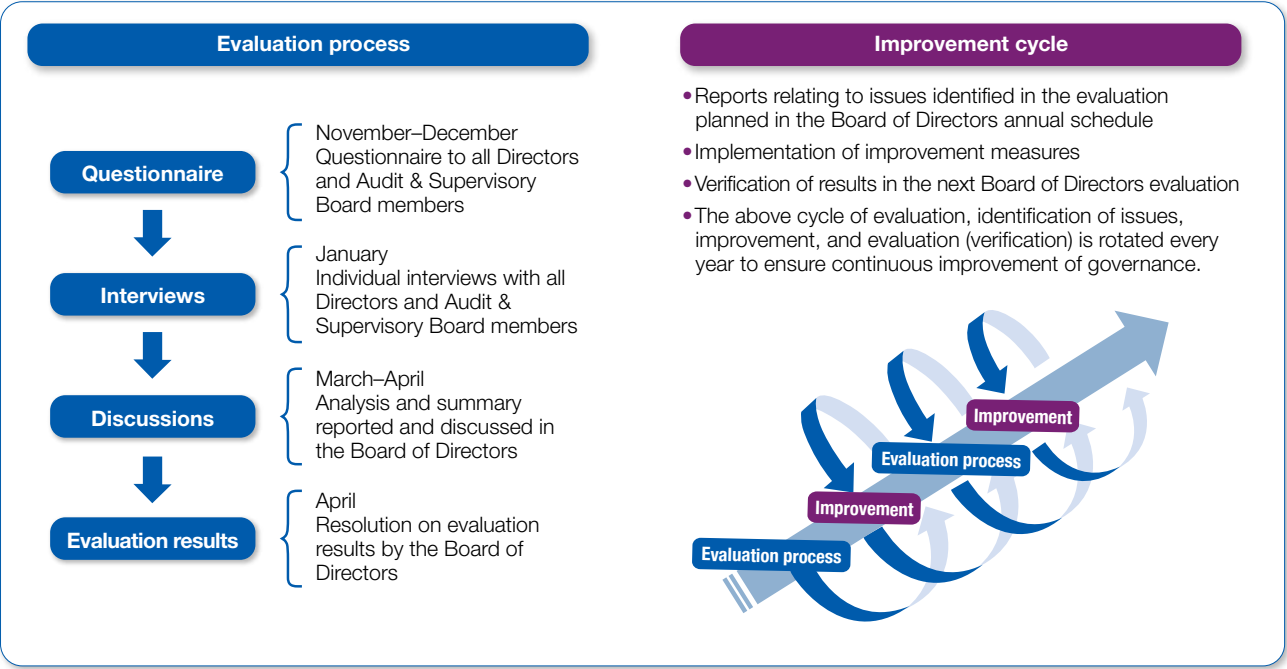 Evaluation process
Questionnaire
November–December
Questionnaire to all Directors
and Audit & Supervisory
Board members
Interviews
January
Individual interviews with all
Directors and Audit &
Supervisory Board members
Discussions
March–April
Analysis and summary
reported and discussed in
the Board of Directors
Evaluation results
April
Resolution on evaluation
results by the Board of
Directors
Improvement cycle
•Reports relating to issues identified in the evaluation
planned in the Board of Directors annual schedule
•Implementation of improvement measures
•Verification of results in the next Board of Directors evaluation
•The above cycle of evaluation, identification of issues,
improvement, and evaluation (verification) is rotated every
year to ensure continuous improvement of governance.
Improvement
Evaluation process
Improvement
Evaluation process